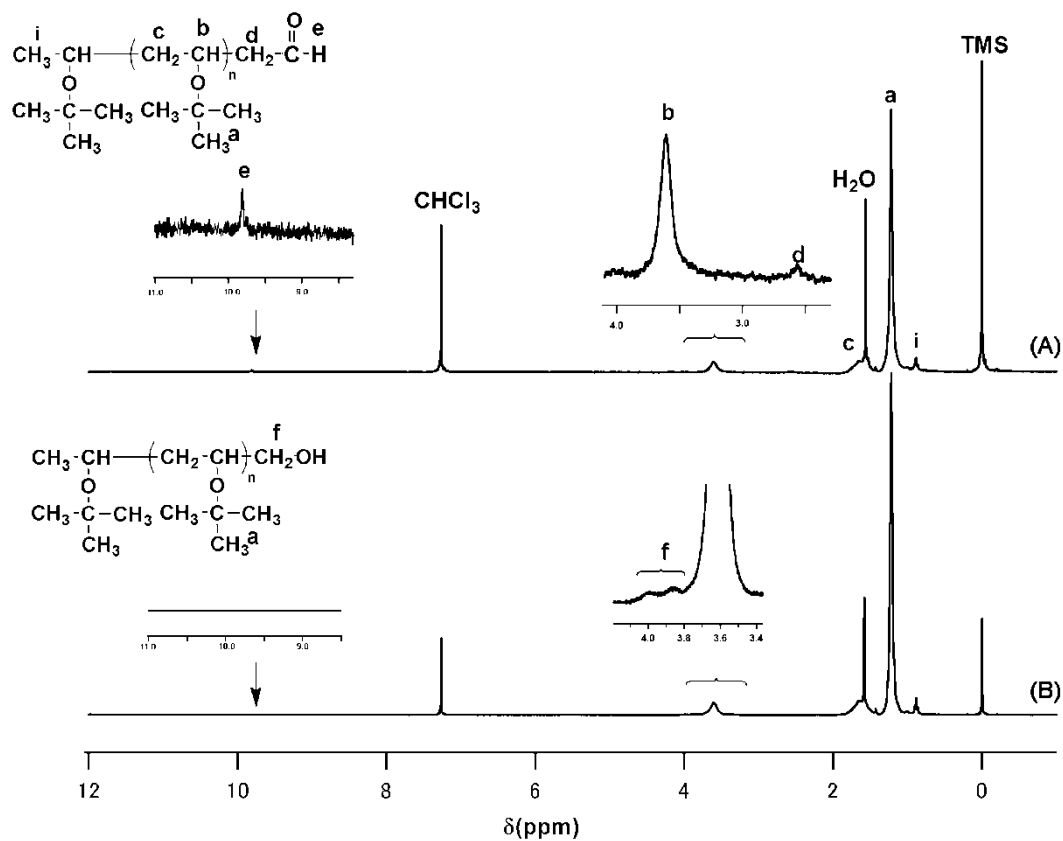 O
i c b d e
CH₃-CH-(CH₂-CH)ₙ-CH₂-C-H
O O
CH₃-C-CH₃ CH₃-C-CH₃
CH₃ CH₃
a
TMS
a
b
e
H₂O
CHCl₃
d
11.0 10.0 9.0
4.0 3.0
c i (A)
f
CH₃-CH-(CH₂-CH)ₙ-CH₂OH
O O
CH₃-C-CH₃ CH₃-C-CH₃
CH₃ CH₃ a
f
11.0 10.0 9.0
4.0 3.8 3.6 3.4
(B)
12 10 8 6 4 2 0
δ(ppm)